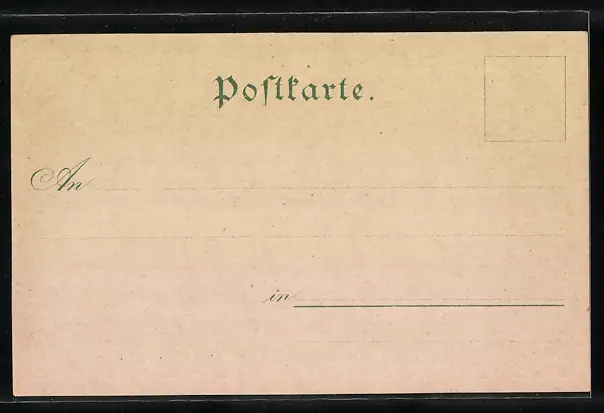 Poſtkarte.
An
in